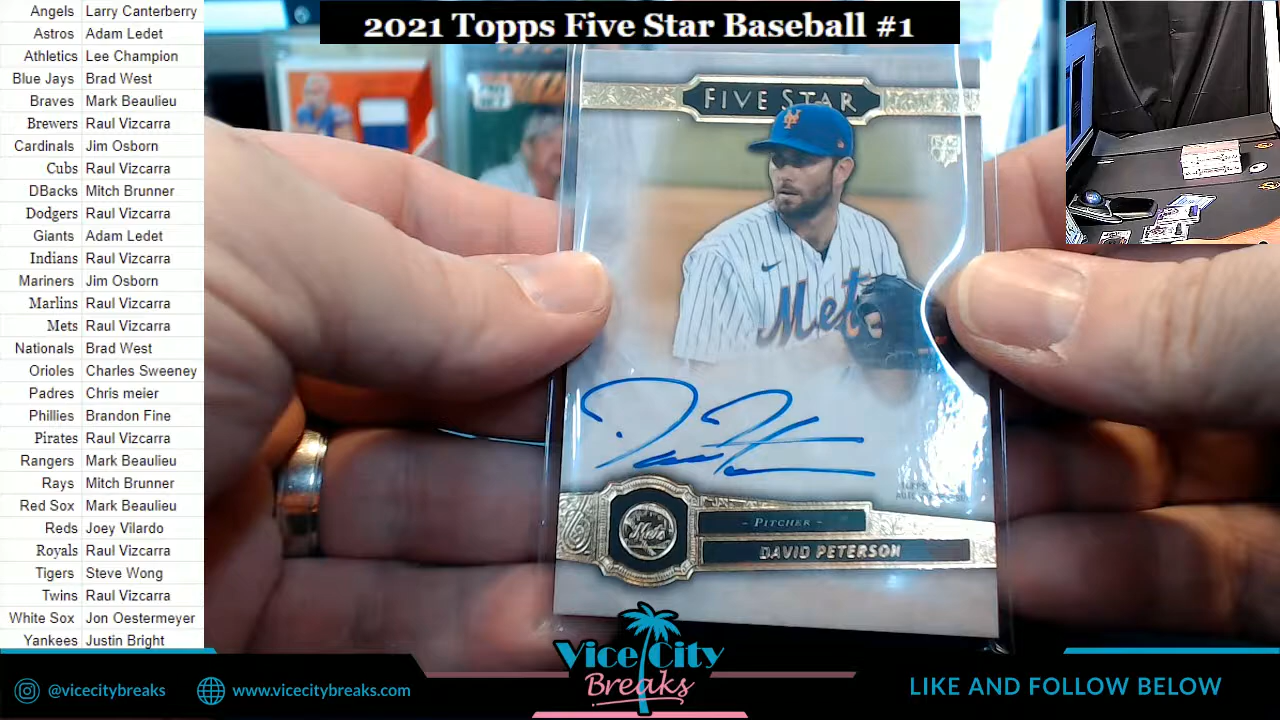 2021 Topps Five Star Baseball #1
Angels Larry Canterberry
Astros Adam Ledet
Athletics Lee Champion
Blue Jays Brad West
Braves Mark Beaulieu
Brewers Raul Vizcarra
Cardinals Jim Osborn
Cubs Raul Vizcarra
DBacks Mitch Brunner
Dodgers Raul Vizcarra
Giants Adam Ledet
Indians Raul Vizcarra
Mariners Jim Osborn
Marlins Raul Vizcarra
Mets Raul Vizcarra
Nationals Brad West
Orioles Charles Sweeney
Padres Chris meier
Phillies Brandon Fine
Pirates Raul Vizcarra
Rangers Mark Beaulieu
Rays Mitch Brunner
Red Sox Mark Beaulieu
Reds Joey Vilardo
Royals Raul Vizcarra
Tigers Steve Wong
Twins Raul Vizcarra
White Sox Jon Oestermeyer
Yankees Justin Bright
FIVE STAR
NY
Mets
Mets
- PITCHER -
DAVID PETERSON
Vice City
Breaks
@vicecitybreaks
www.vicecitybreaks.com
LIKE AND FOLLOW BELOW